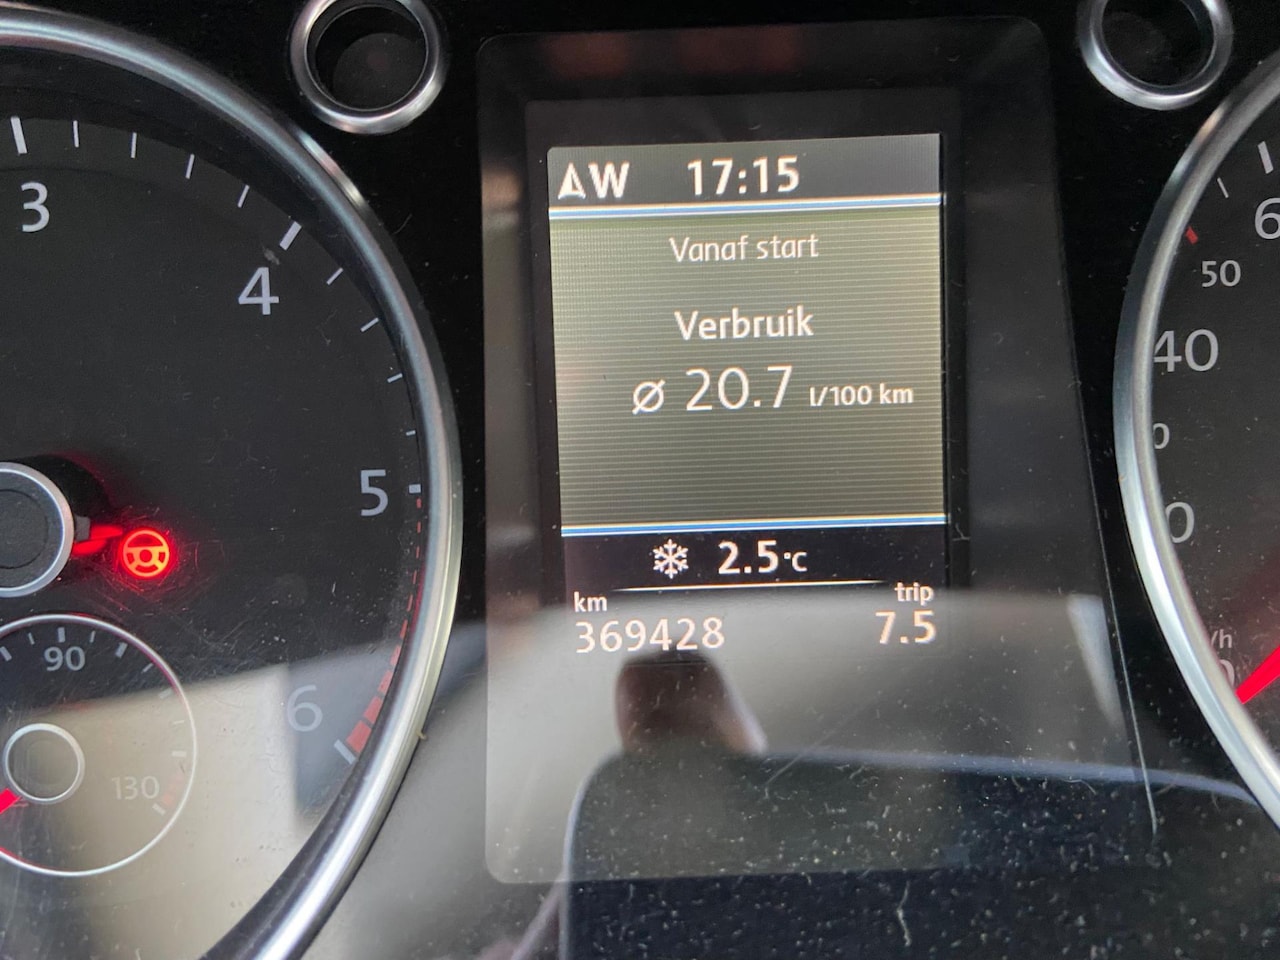 W 17:15
Vanaf start
Verbruik
Ø 20.7 l/100 km
2.5 °C
km trip
369428 7.5
3
4
5
6
90
130
50
40
/h